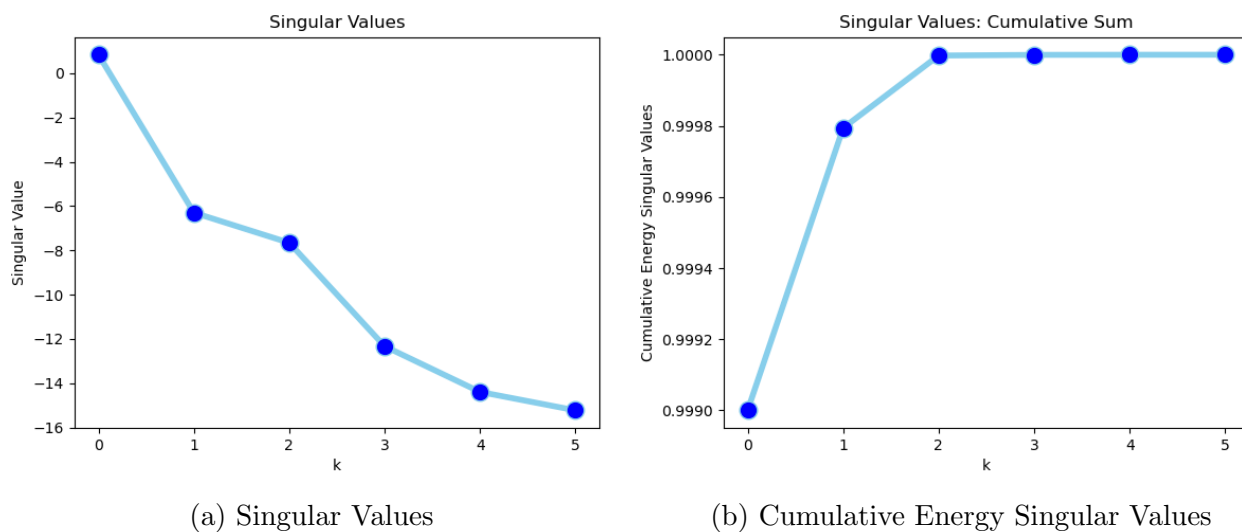 Singular Values
Singular Value
0
−2
−4
−6
−8
−10
−12
−14
−16
0 1 2 3 4 5
k
(a) Singular Values
Singular Values: Cumulative Sum
Cumulative Energy Singular Values
1.0000
0.9998
0.9996
0.9994
0.9992
0.9990
0 1 2 3 4 5
k
(b) Cumulative Energy Singular Values